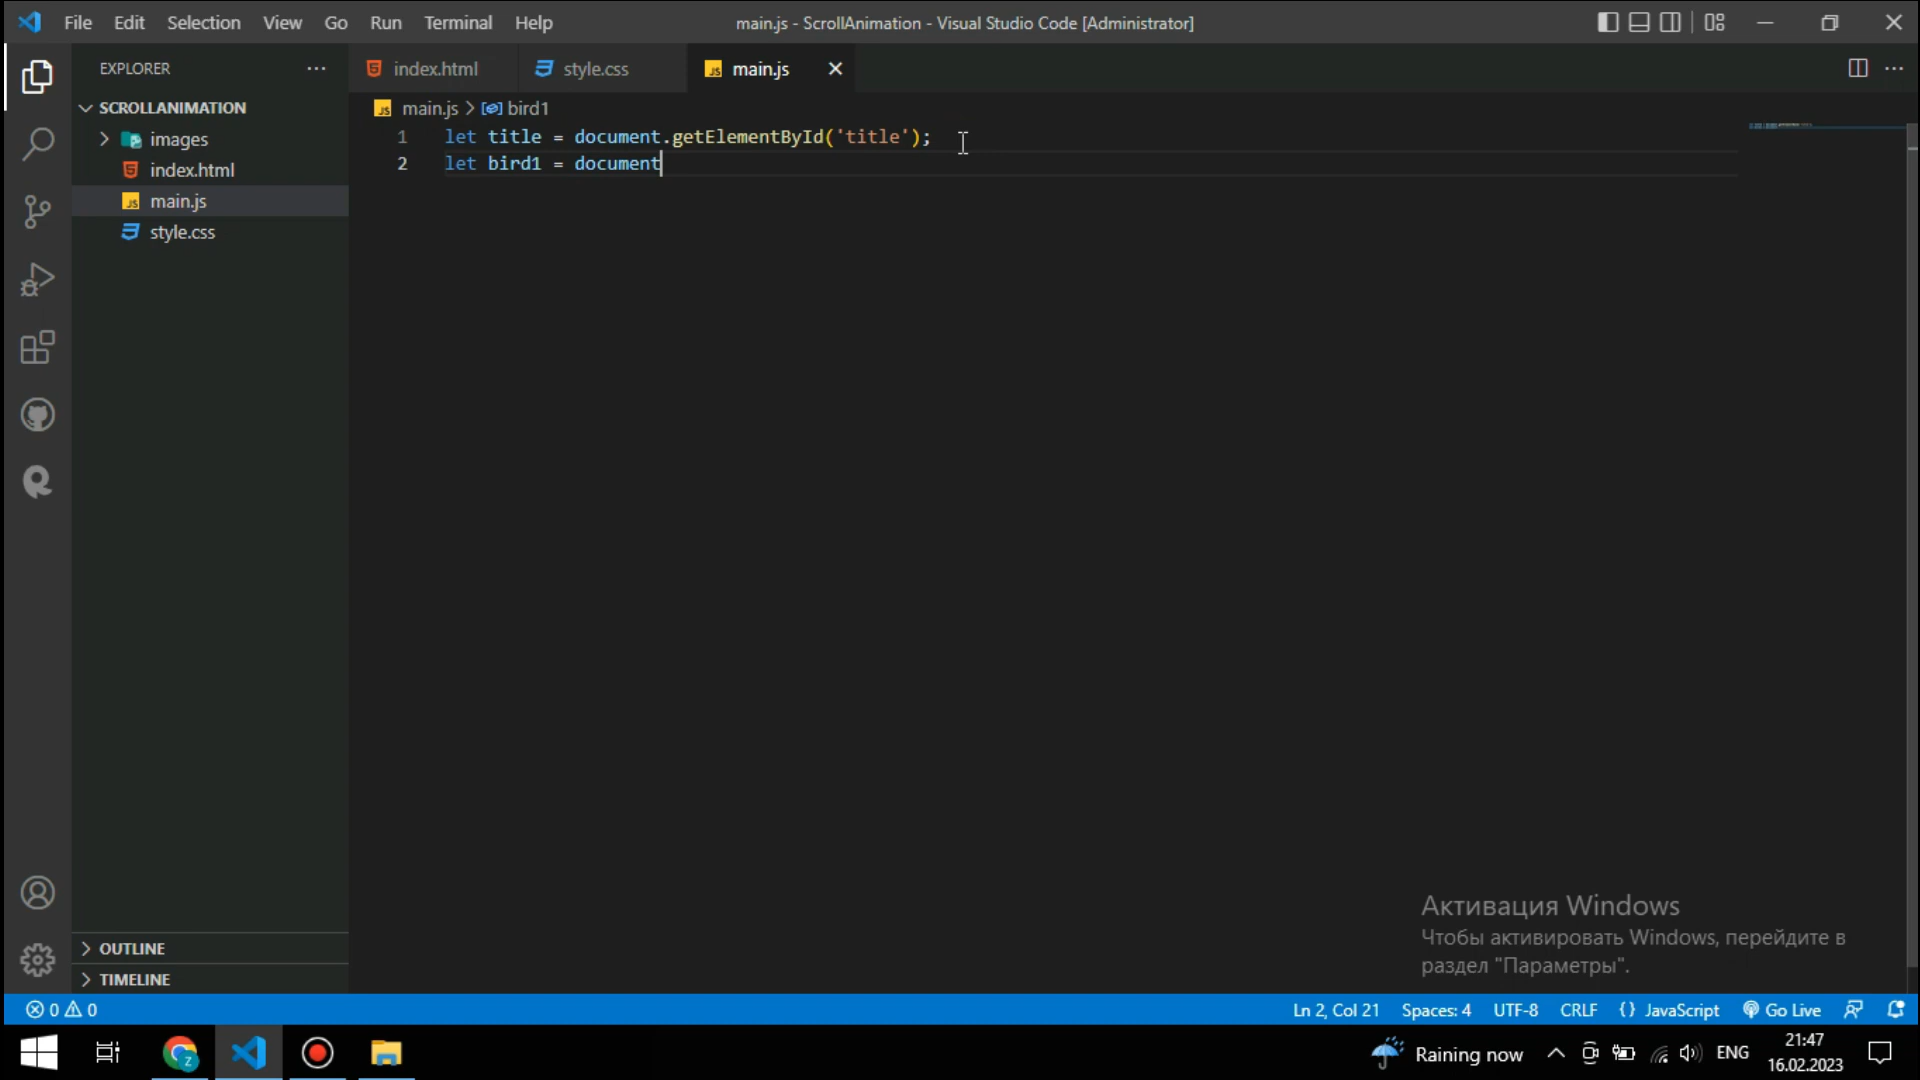 File Edit Selection View Go Run Terminal Help
main.js - ScrollAnimation - Visual Studio Code [Administrator]
EXPLORER
index.html
style.css
main.js
SCROLLANIMATION
main.js > bird1
images
index.html
main.js
style.css
1 let title = document.getElementById('title');
2 let bird1 = document
Активация Windows
Чтобы активировать Windows, перейдите в
раздел "Параметры".
OUTLINE
TIMELINE
0 0
Ln 2, Col 21 Spaces: 4 UTF-8 CRLF {} JavaScript Go Live
Raining now ENG
21:47
16.02.2023